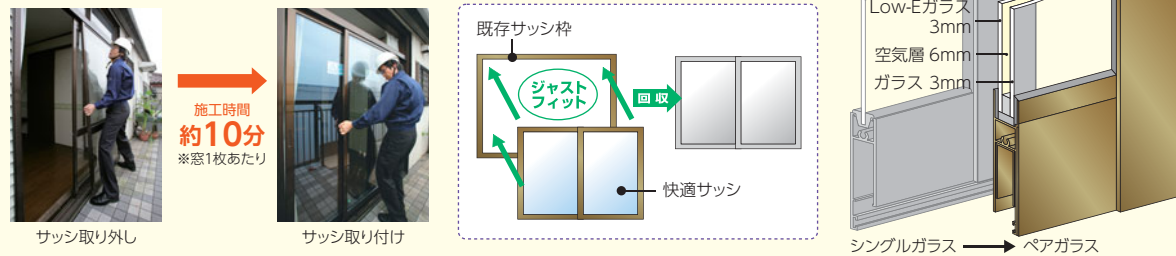 施工時間
約10分
※窓1枚あたり
サッシ取り外し
サッシ取り付け
既存サッシ枠
ジャスト
フィット
回収
快適サッシ
Low-Eガラス
3mm
空気層 6mm
ガラス 3mm
シングルガラス
ペアガラス